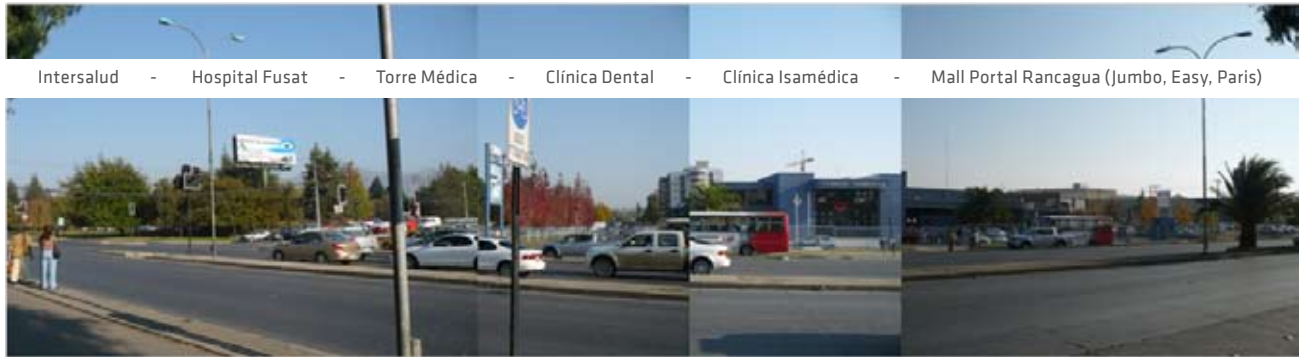 Intersalud - Hospital Fusat - Torre Médica - Clínica Dental - Clínica Isamédica - Mall Portal Rancagua (Jumbo, Easy, Paris)